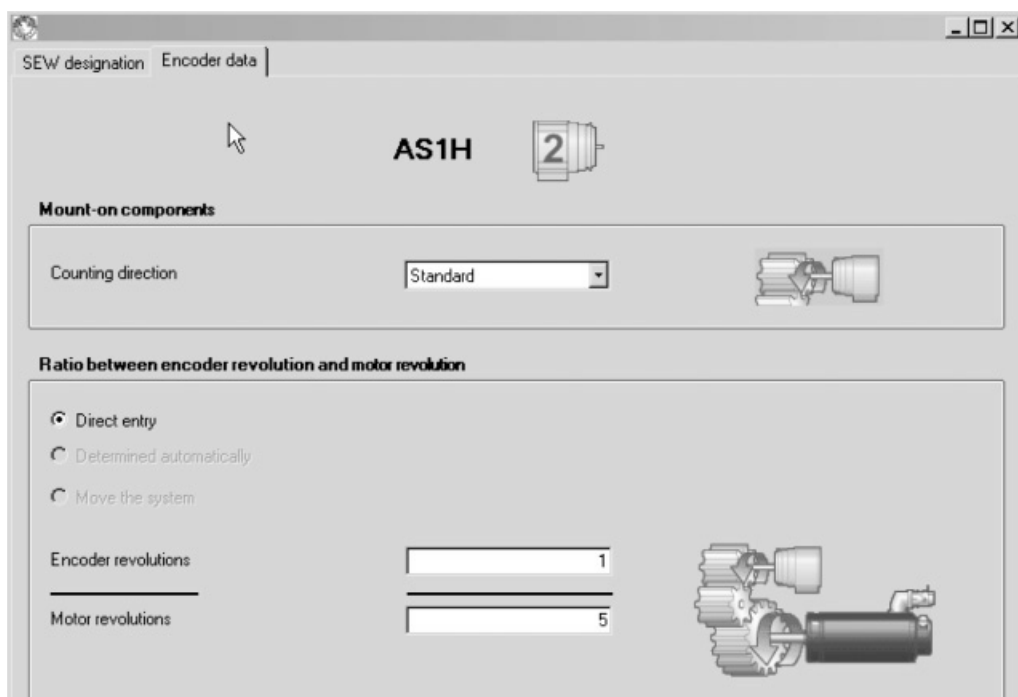 SEW designation Encoder data
AS1H 2
Mount-on components
Counting direction Standard
Ratio between encoder revolution and motor revolution
Direct entry
Determined automatically
Move the system
Encoder revolutions 1
Motor revolutions 5